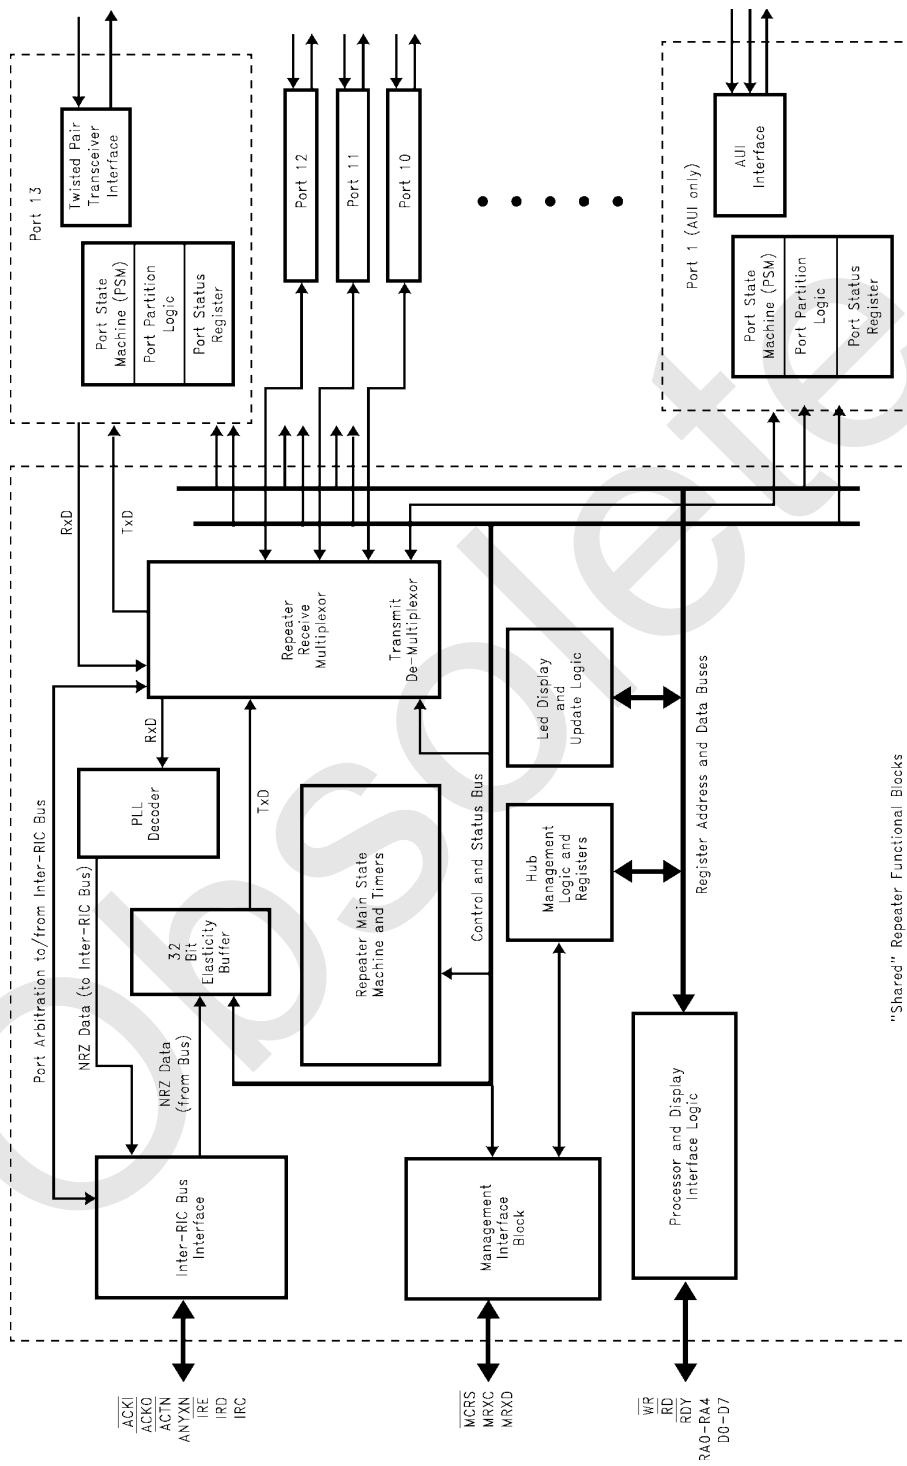 Port 13
Twisted Pair
Transceiver
Interface
Port State
Machine (PSM)
Port Partition
Logic
Port Status
Register
Port 12
Port 11
Port 10
Port 1 (AUI only)
AUI
Interface
Port State
Machine (PSM)
Port Partition
Logic
Port Status
Register
RxD
TxD
Repeater
Receive
Multiplexor
Transmit
De-Multiplexor
Port Arbitration to/from Inter-RIC Bus
RxD
PLL
Decoder
NRZ Data (to Inter-RIC Bus)
TxD
32
Bit
Elasticity
Buffer
NRZ Data
(from Bus)
Repeater Main State
Machine and Timers
Control and Status Bus
Led Display
and
Update Logic
Hub
Management
Logic and
Registers
Register Address and Data Buses
"Shared" Repeater Functional Blocks
Inter-RIC Bus
Interface
Management
Interface
Block
Processor and Display
Interface Logic
ACKI
ACKO
ACTN
ANYXN
IRE
IRD
IRC
MCRS
MRXC
MRXD
WR
RD
RDY
RA0-RA4
D0-D7
Obsolete